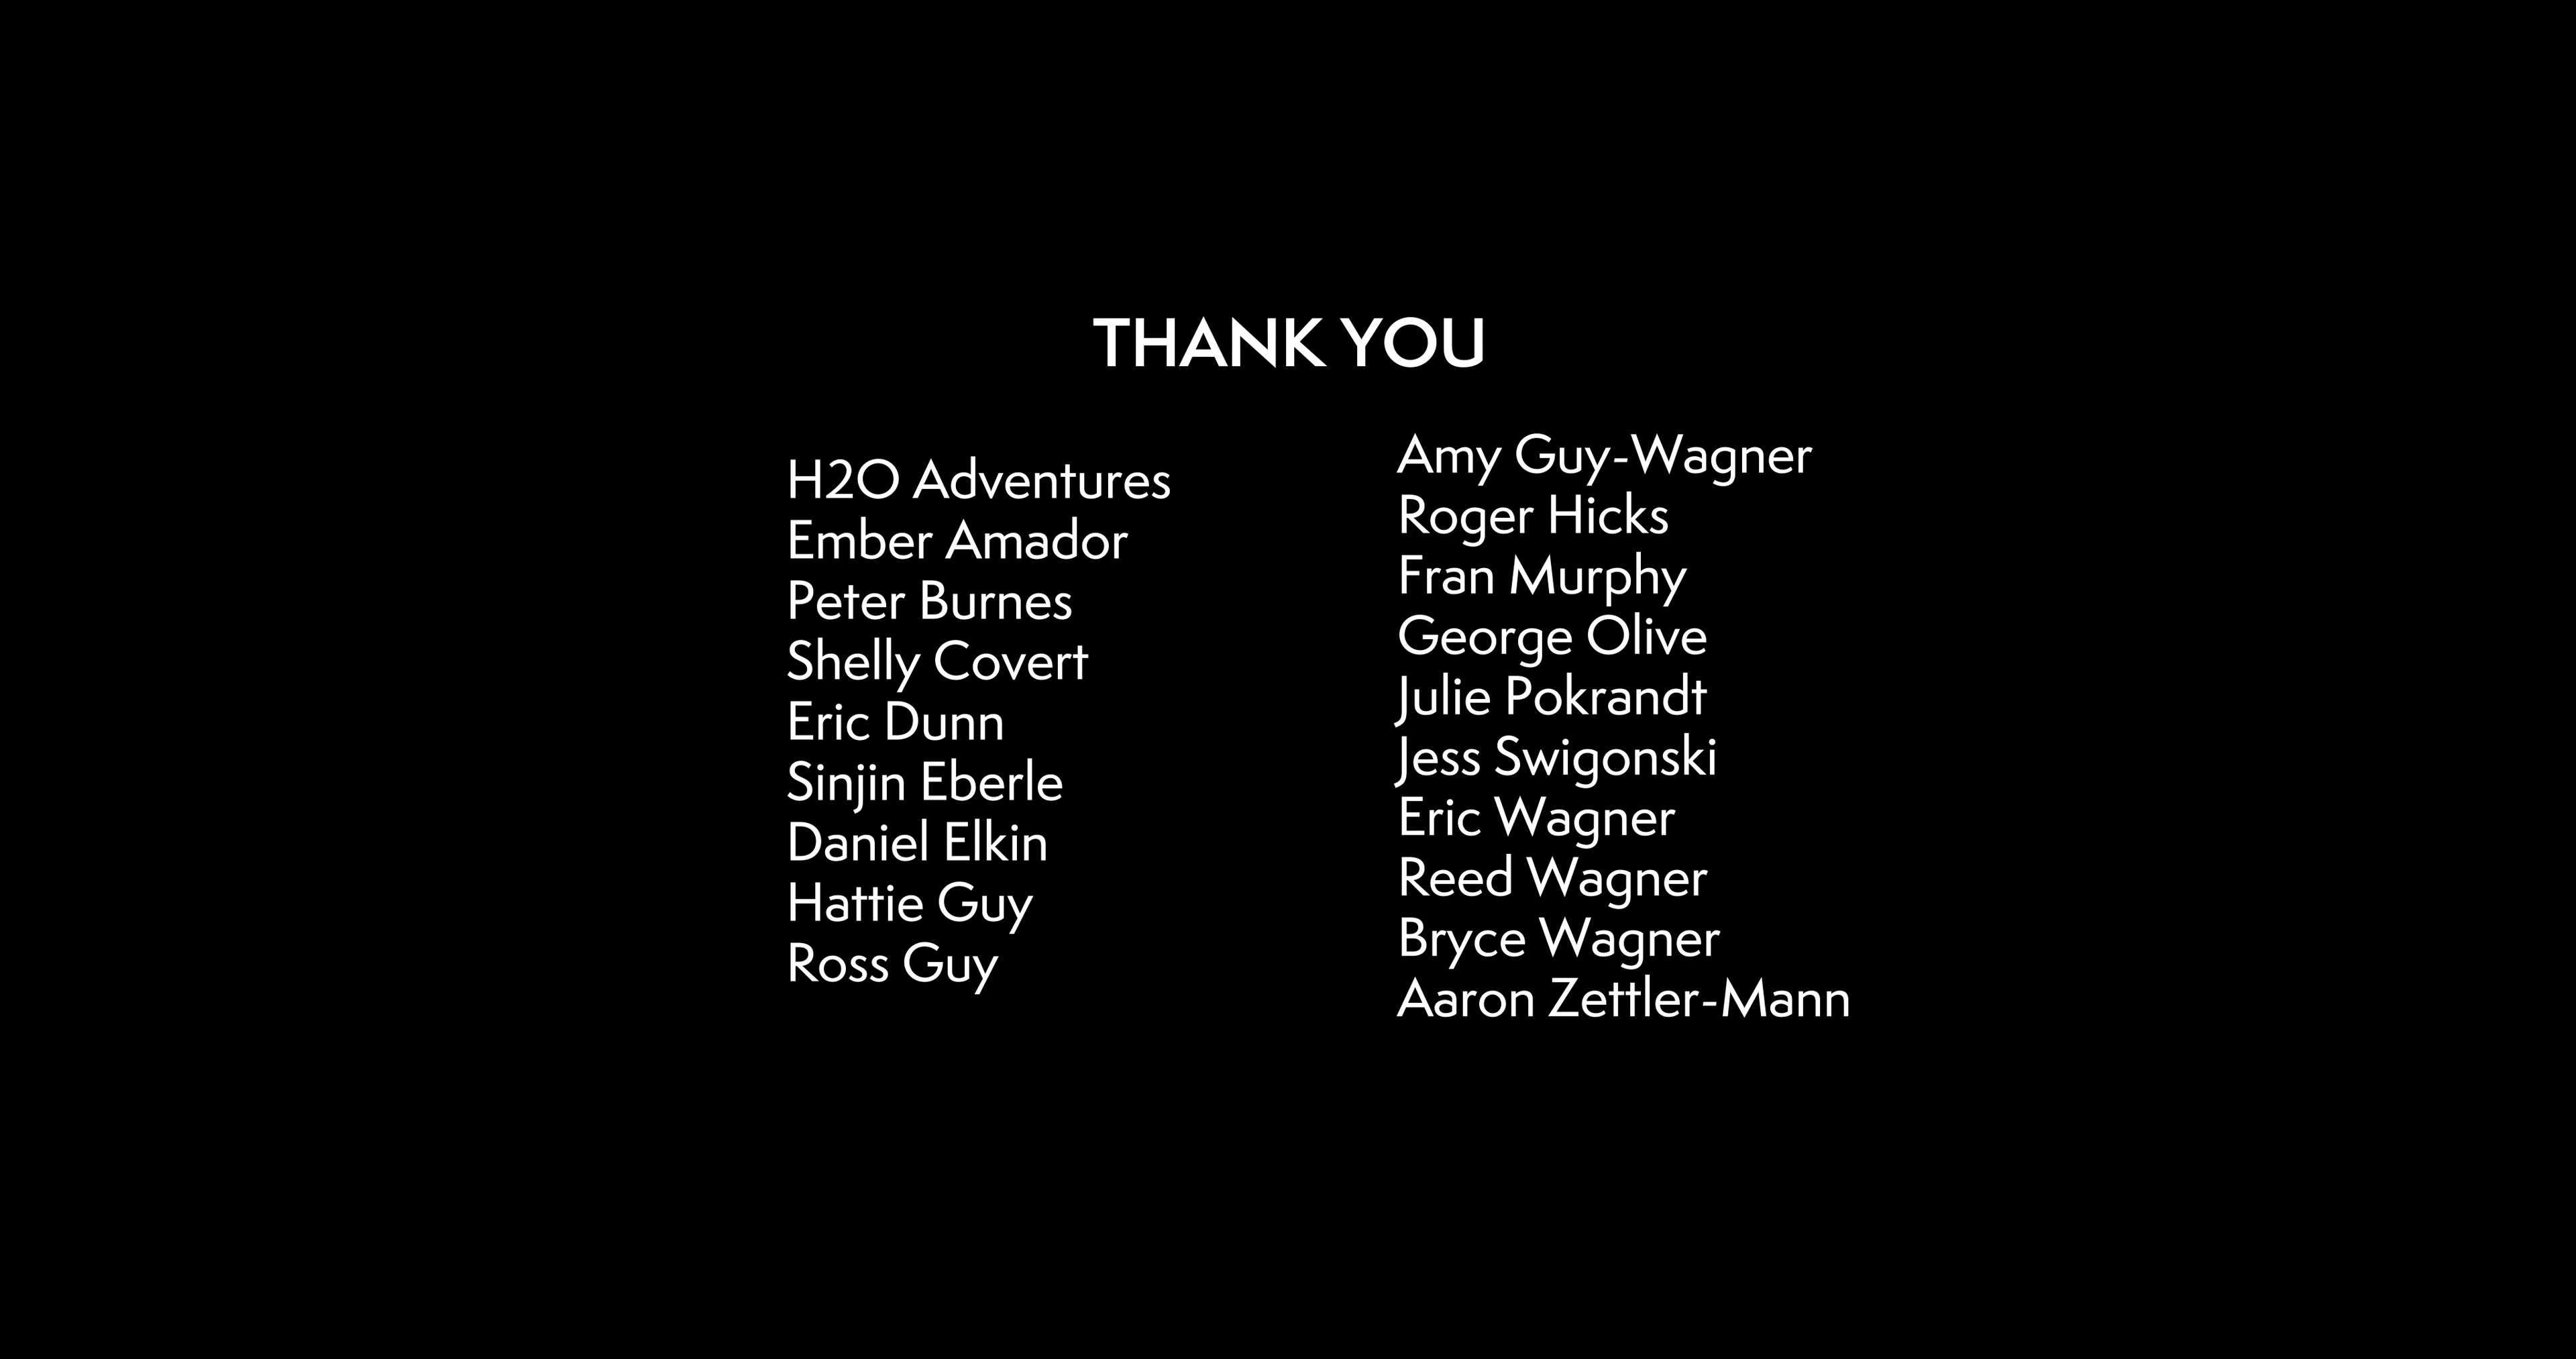 THANK YOU
H2O Adventures
Ember Amador
Peter Burnes
Shelly Covert
Eric Dunn
Sinjin Eberle
Daniel Elkin
Hattie Guy
Ross Guy
Amy Guy-Wagner
Roger Hicks
Fran Murphy
George Olive
Julie Pokrandt
Jess Swigonski
Eric Wagner
Reed Wagner
Bryce Wagner
Aaron Zettler-Mann